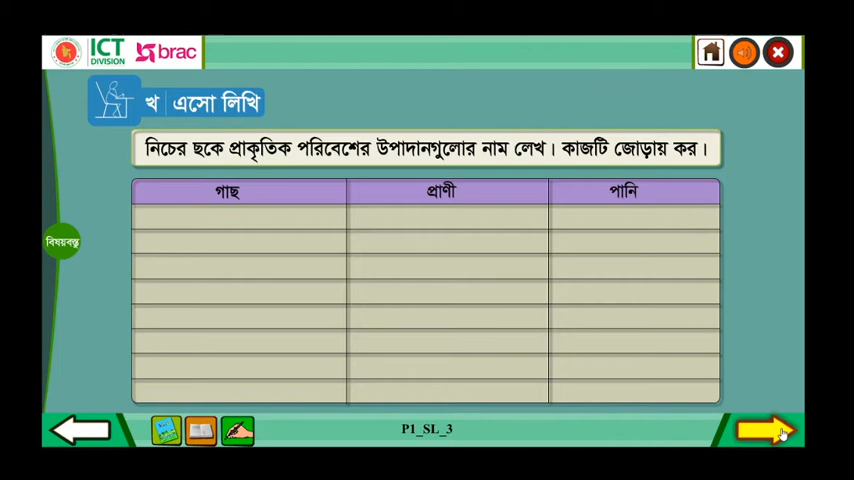 ICT
DIVISION
brac
খ এসো লিখি
নিচের ছকে প্রাকৃতিক পরিবেশের উপাদানগুলোর নাম লেখ। কাজটি জোড়ায় কর।
গাছ প্রাণী পানি
বিষয়বস্তু
P1_SL_3